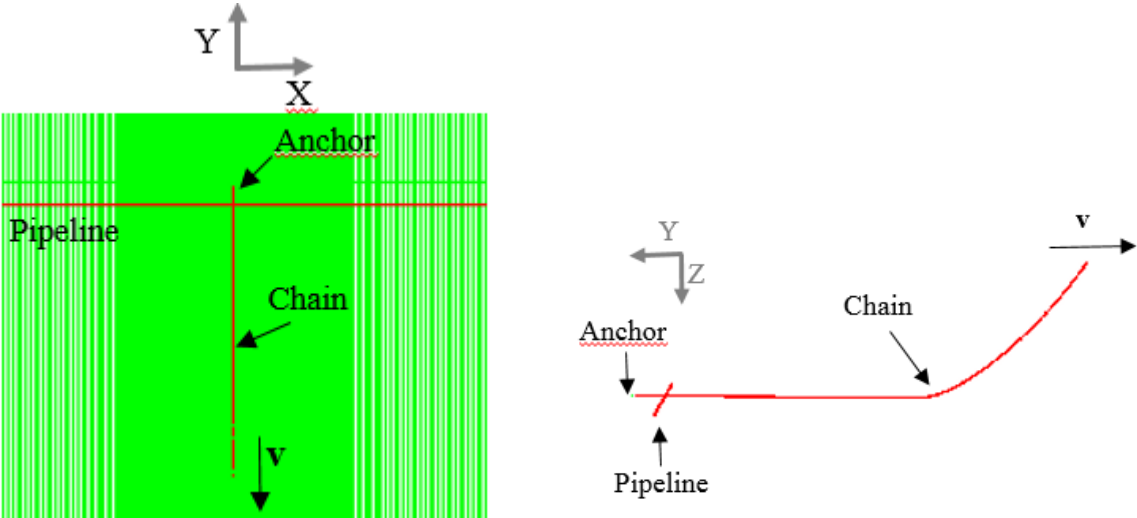 Y
X
Anchor
Pipeline
Chain
v
Y
Z
v
Chain
Anchor
Pipeline